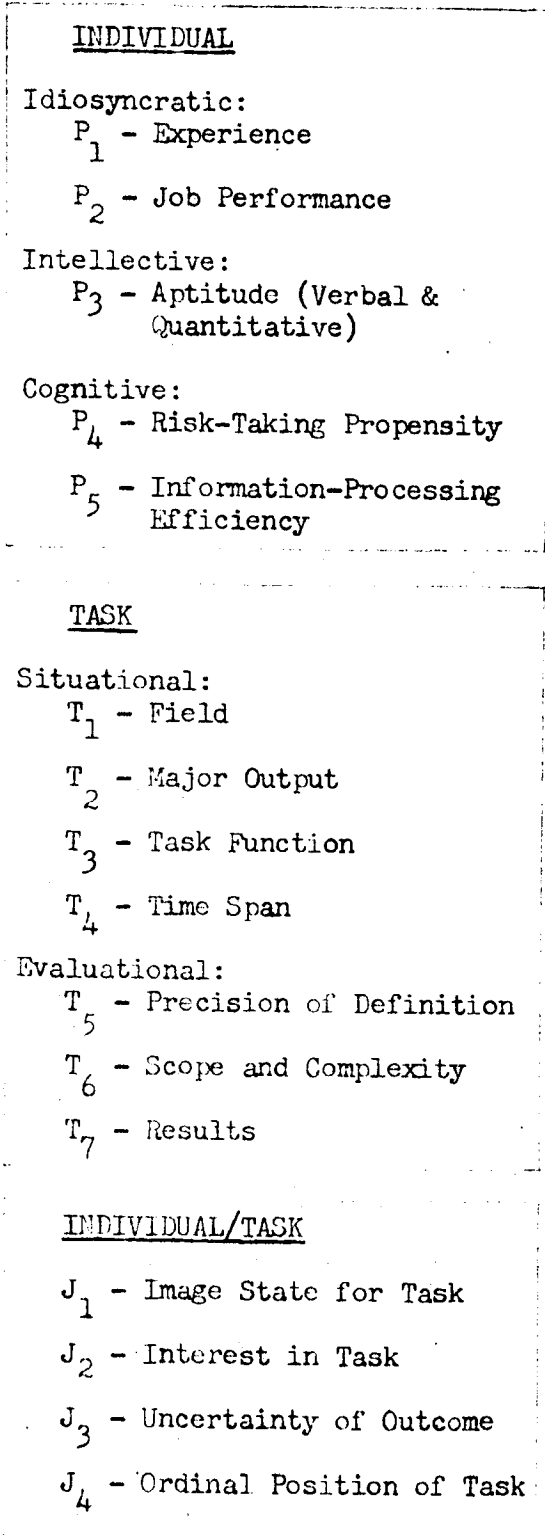 INDIVIDUAL
Idiosyncratic:
P1 - Experience
P2 - Job Performance
Intellective:
P3 - Aptitude (Verbal &
Quantitative)
Cognitive:
P4 - Risk-Taking Propensity
P5 - Information-Processing
Efficiency
TASK
Situational:
T1 - Field
T2 - Major Output
T3 - Task Function
T4 - Time Span
Evaluational:
T5 - Precision of Definition
T6 - Scope and Complexity
T7 - Results
INDIVIDUAL/TASK
J1 - Image State for Task
J2 - Interest in Task
J3 - Uncertainty of Outcome
J4 - Ordinal Position of Task